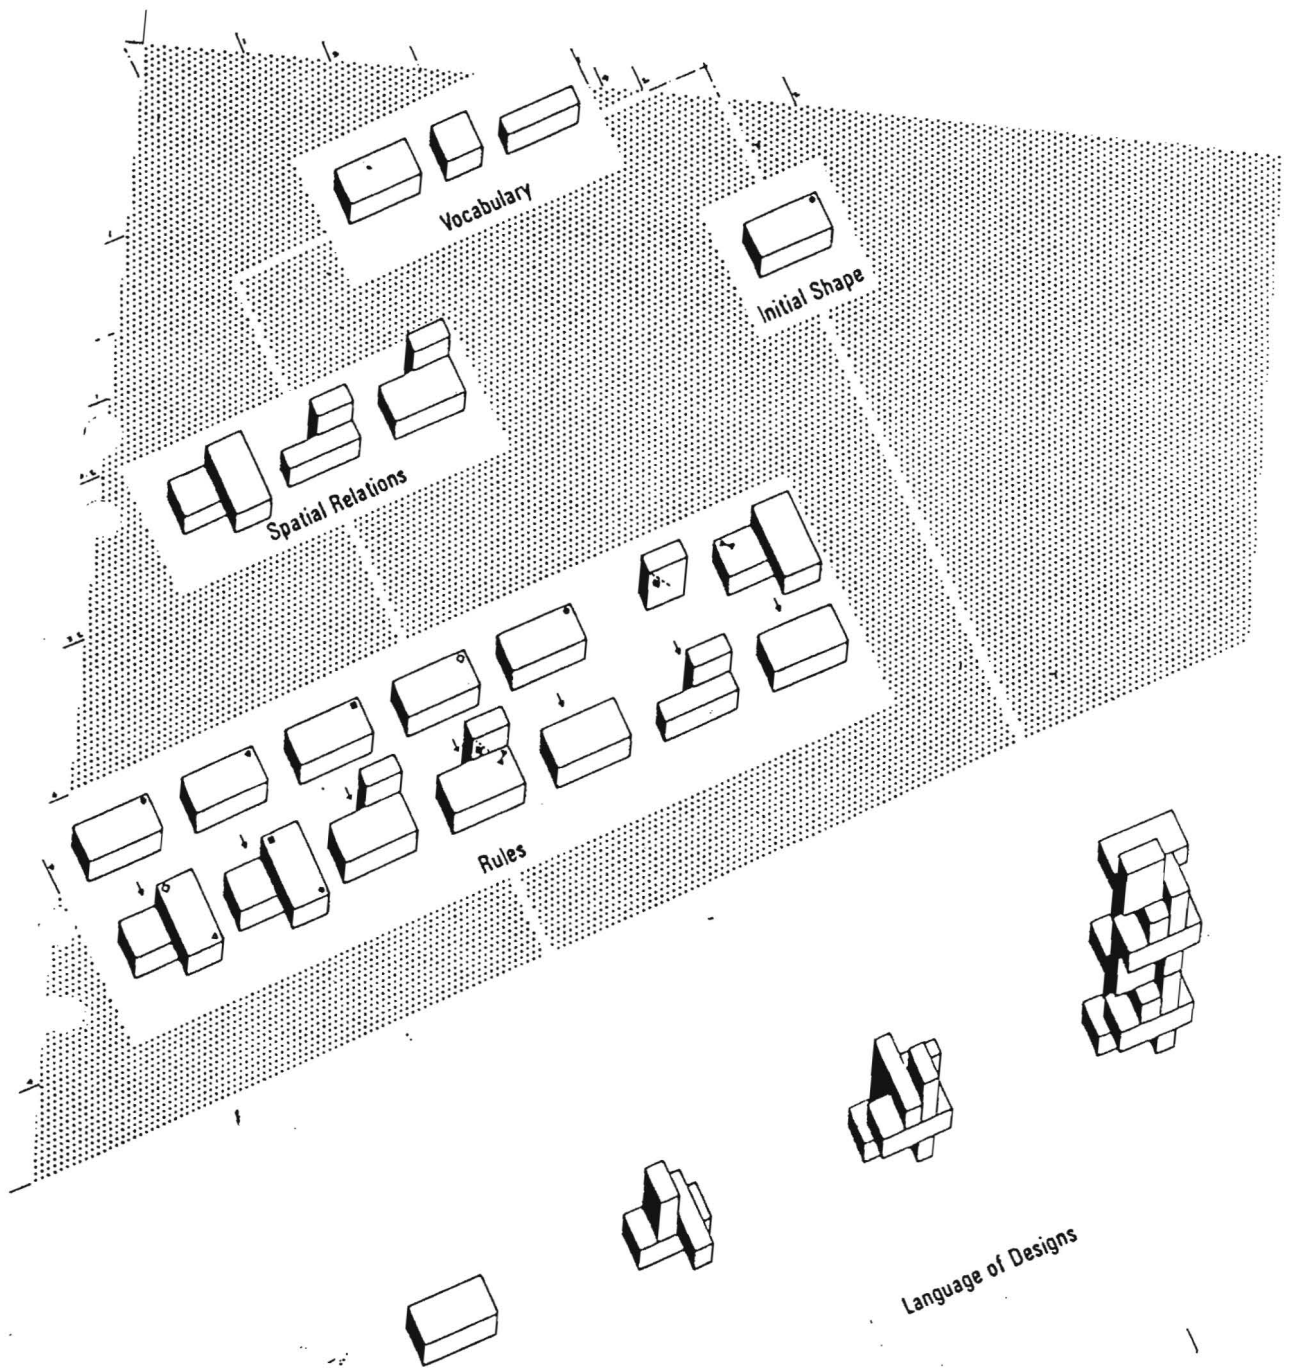 Vocabulary
Initial Shape
Spatial Relations
Rules
Language of Designs